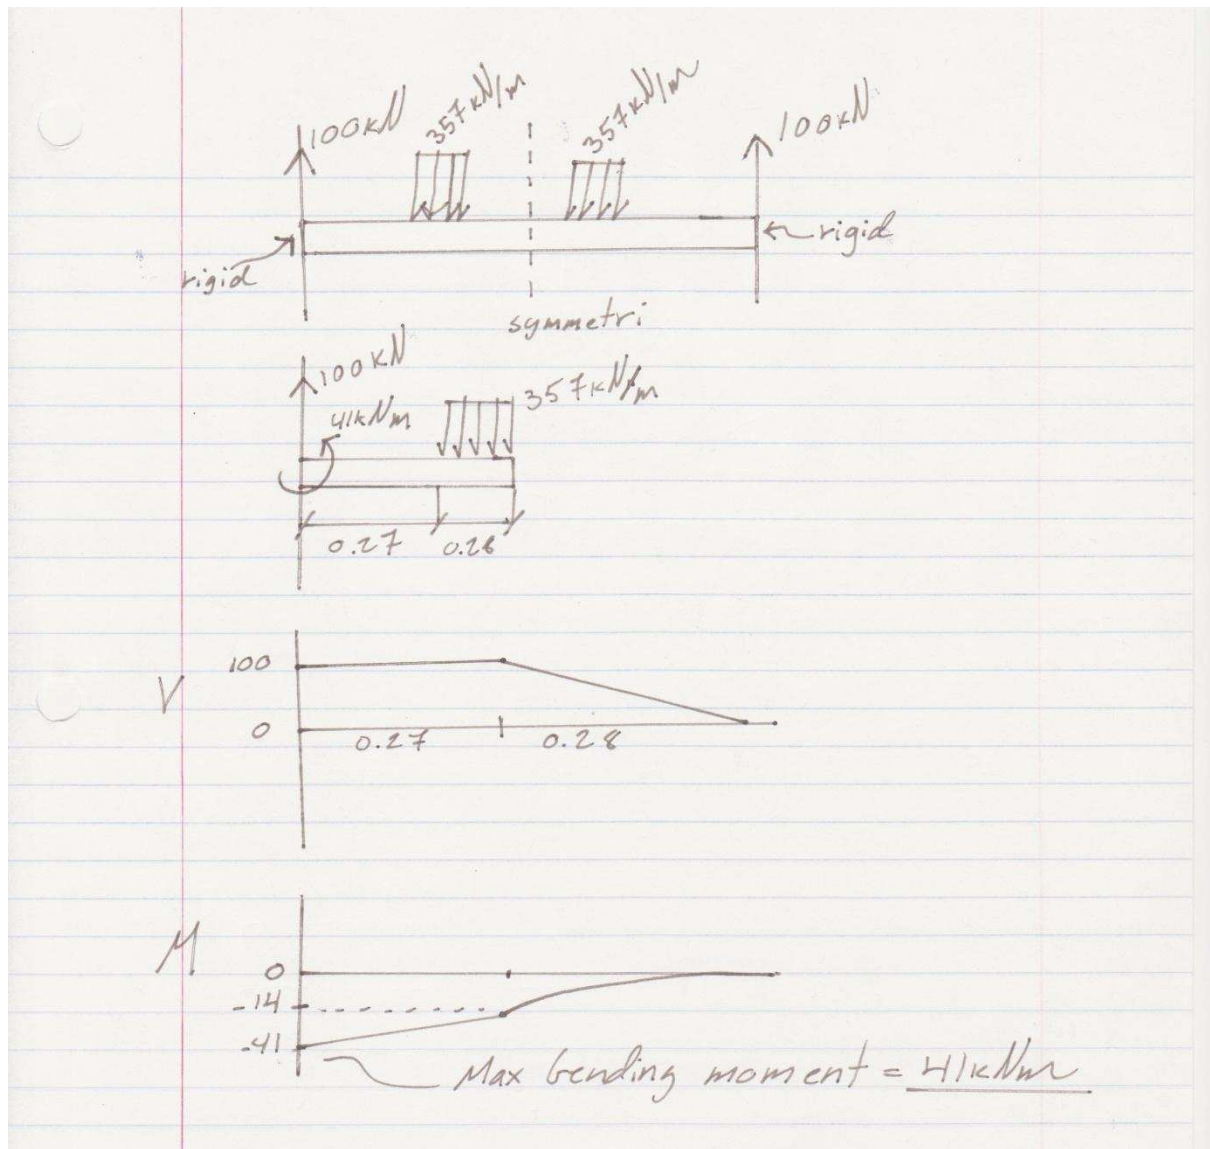 100kN 357kN/m 357kN/m 100kN
rigid rigid
symmetri
100kN
41kNm 357kN/m
0.27 0.28
V
100
0
0.27 0.28
M
0
-14
-41
Max bending moment = 41kNm